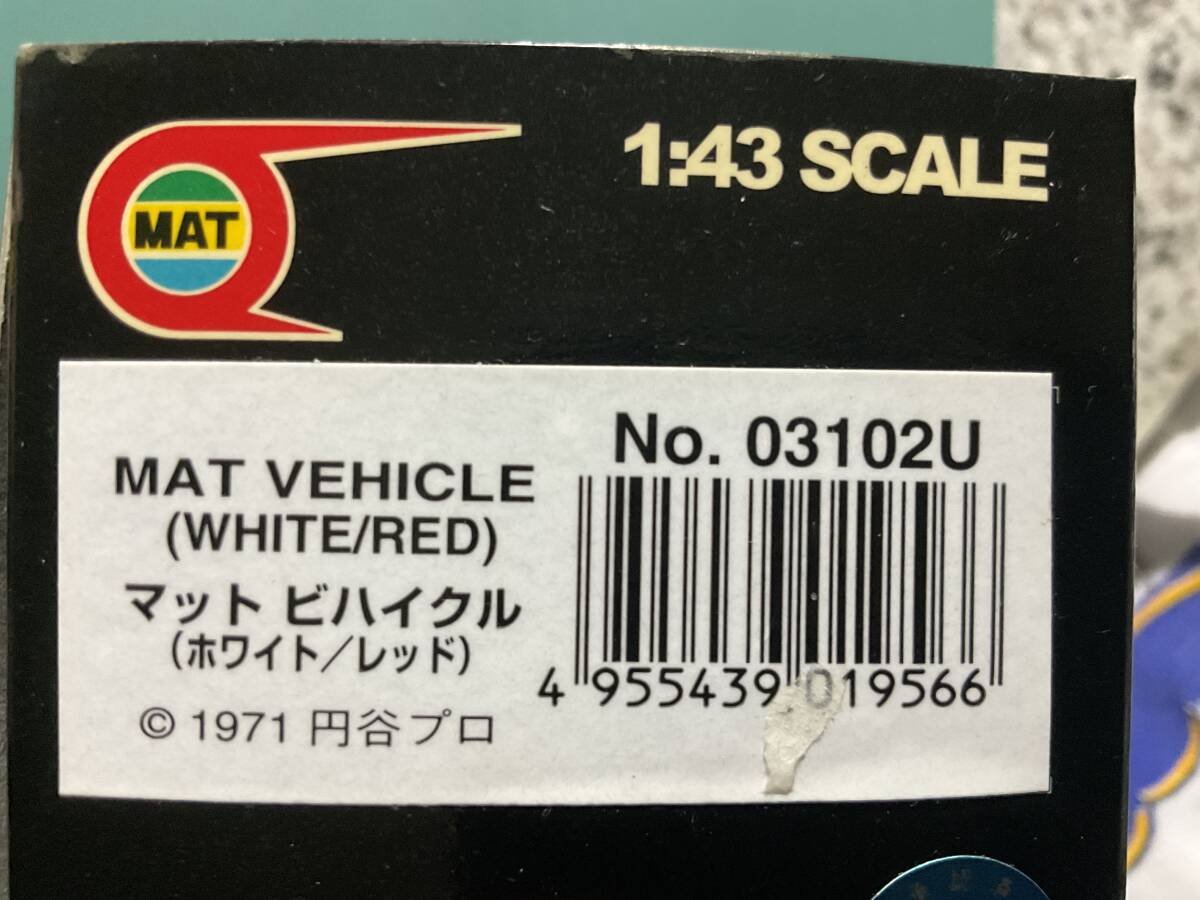 MAT
1:43 SCALE
No. 03102U
MAT VEHICLE
(WHITE/RED)
マット ビハイクル
(ホワイト/レッド)
© 1971 円谷プロ
4 955439 019566